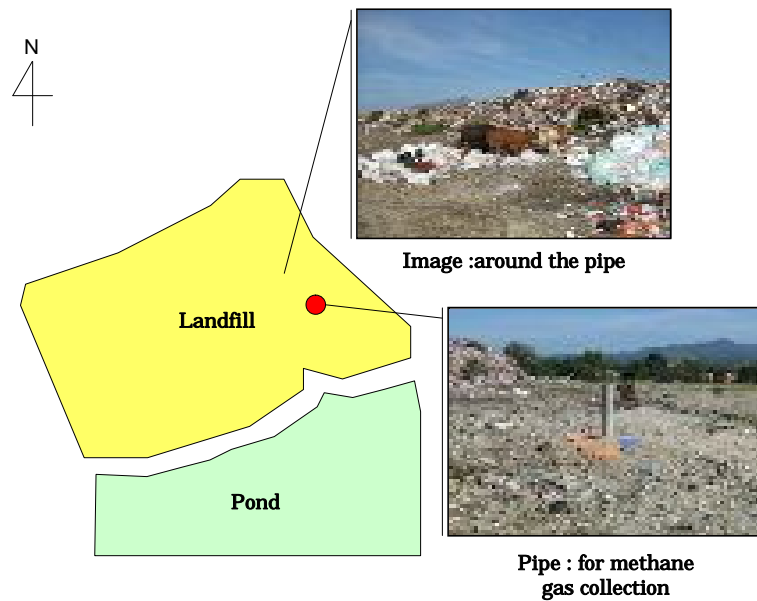 N
Image :around the pipe
Landfill
Pond
Pipe : for methane
gas collection